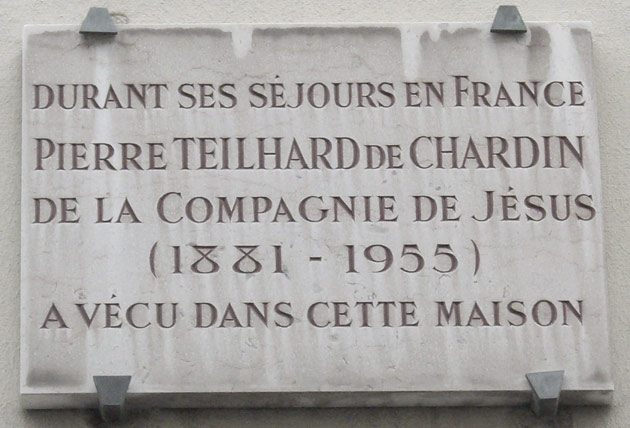 DURANT SES SÉJOURS EN FRANCE
PIERRE TEILHARD DE CHARDIN
DE LA COMPAGNIE DE JÉSUS
(1881 - 1955)
A VÉCU DANS CETTE MAISON